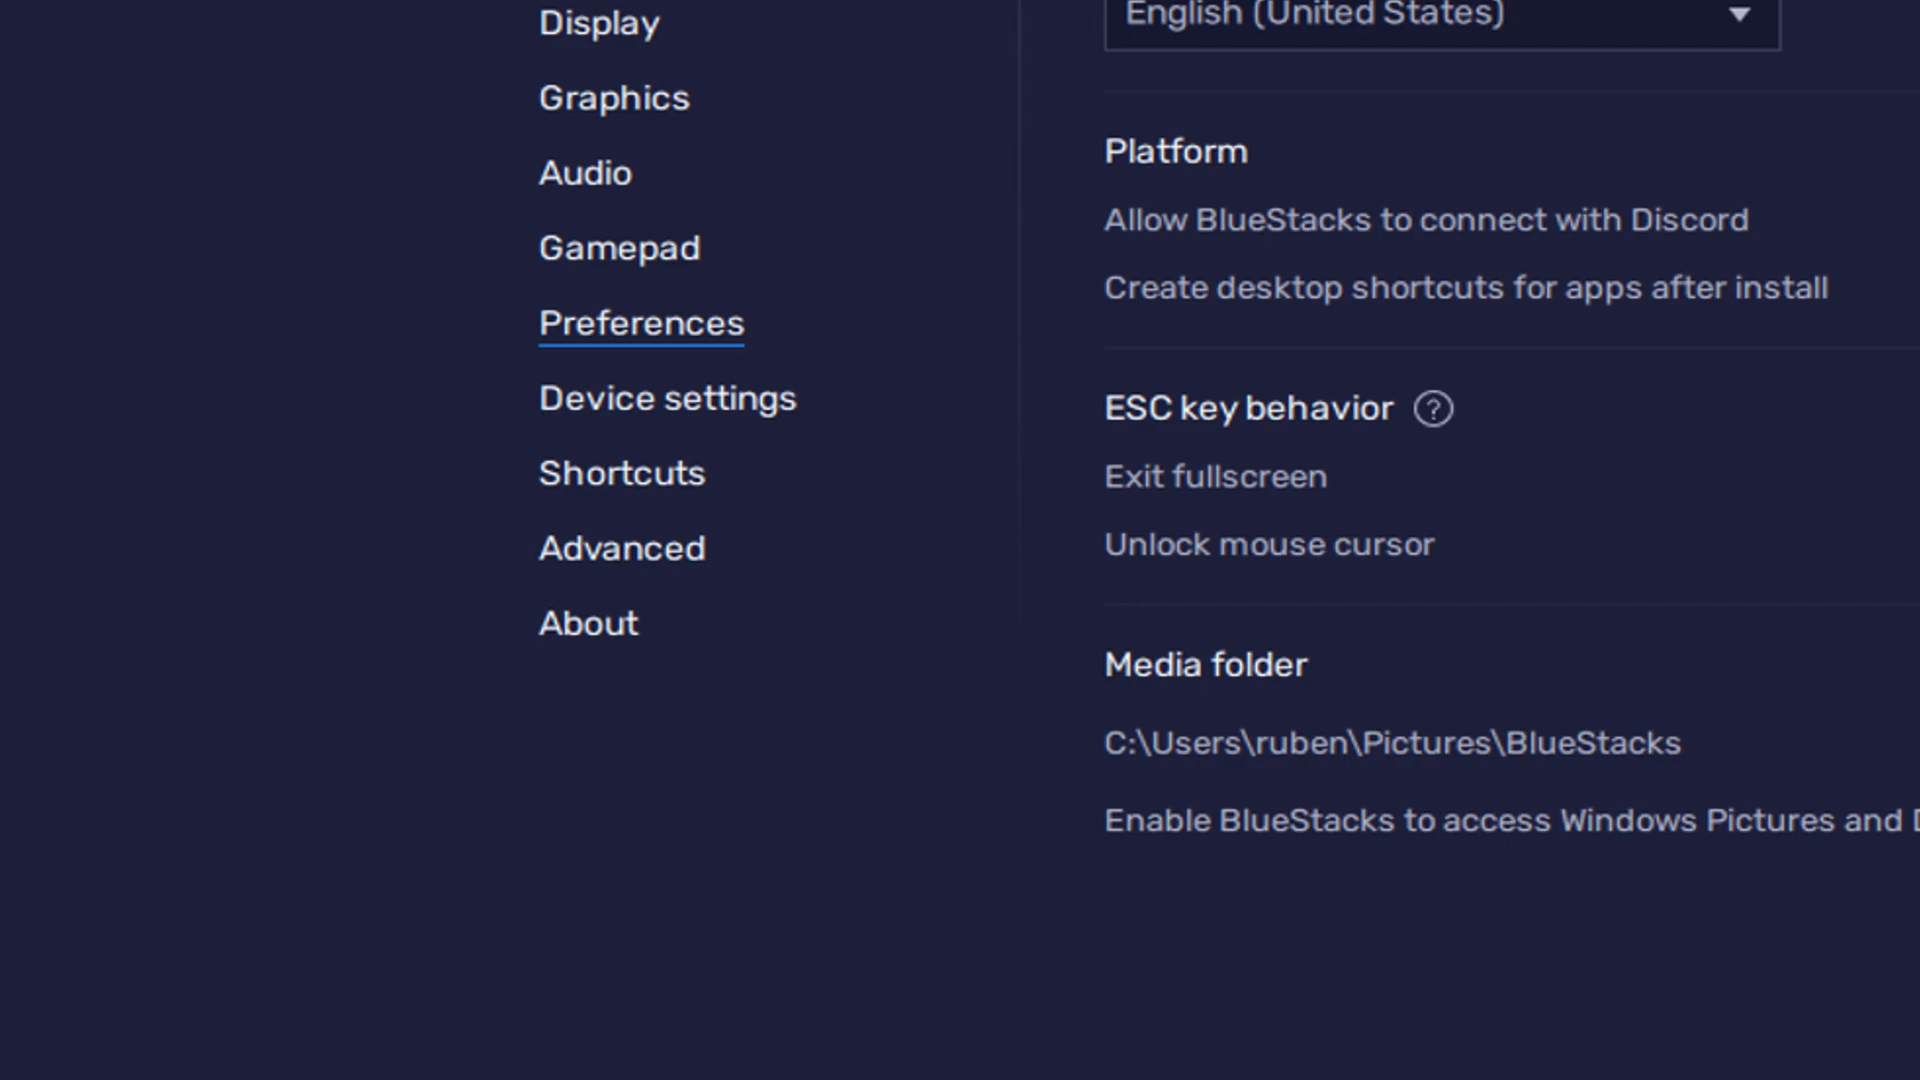 Display
Graphics
Audio
Gamepad
Preferences
Device settings
Shortcuts
Advanced
About
English (United States)
Platform
Allow BlueStacks to connect with Discord
Create desktop shortcuts for apps after install
ESC key behavior ?
Exit fullscreen
Unlock mouse cursor
Media folder
C:\Users\ruben\Pictures\BlueStacks
Enable BlueStacks to access Windows Pictures and